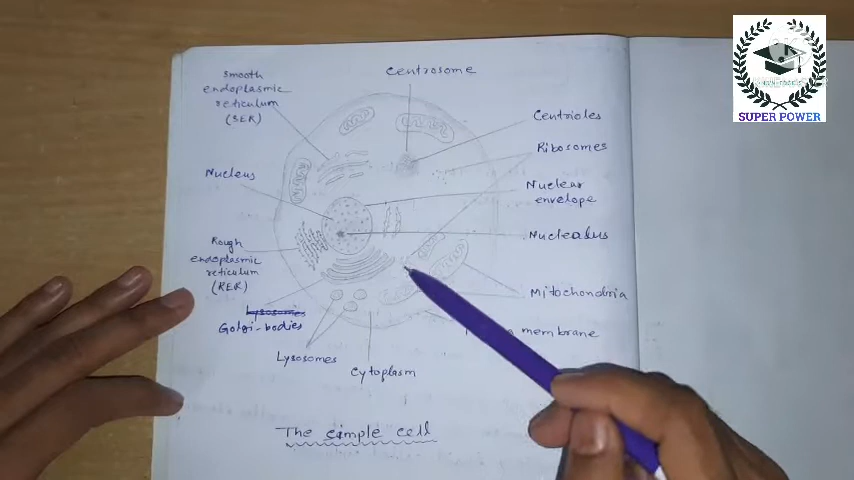 SUPER POWER
Centrosome
Smooth
endoplasmic
reticulum
(SER)
Centrioles
Ribosomes
Nucleus
Nuclear
envelope
Nucleolus
Rough
endoplasmic
reticulum
(RER)
Mitochondria
Lysosomes
Golgi-bodies
membrane
Lysosomes
Cytoplasm
The cimple cell